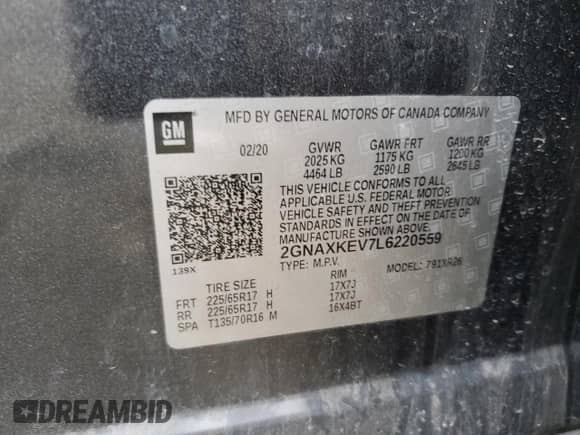 GM
MFD BY GENERAL MOTORS OF CANADA COMPANY
02/20 GVWR GAWR FRT GAWR RR
2025 KG 1175 KG 1200 KG
4464 LB 2590 LB 2645 LB
THIS VEHICLE CONFORMS TO ALL
APPLICABLE U.S. FEDERAL MOTOR
VEHICLE SAFETY AND THEFT PREVENTION
STANDARDS IN EFFECT ON THE DATE OF
MANUFACTURE SHOWN ABOVE.
2GNAXKEV7L6220559
139X TYPE: M.P.V. MODEL: 791XR26
TIRE SIZE RIM
FRT 225/65R17 H 17X7J
RR 225/65R17 H 17X7J
SPA T135/70R16 M 16X4BT
DREAMBID